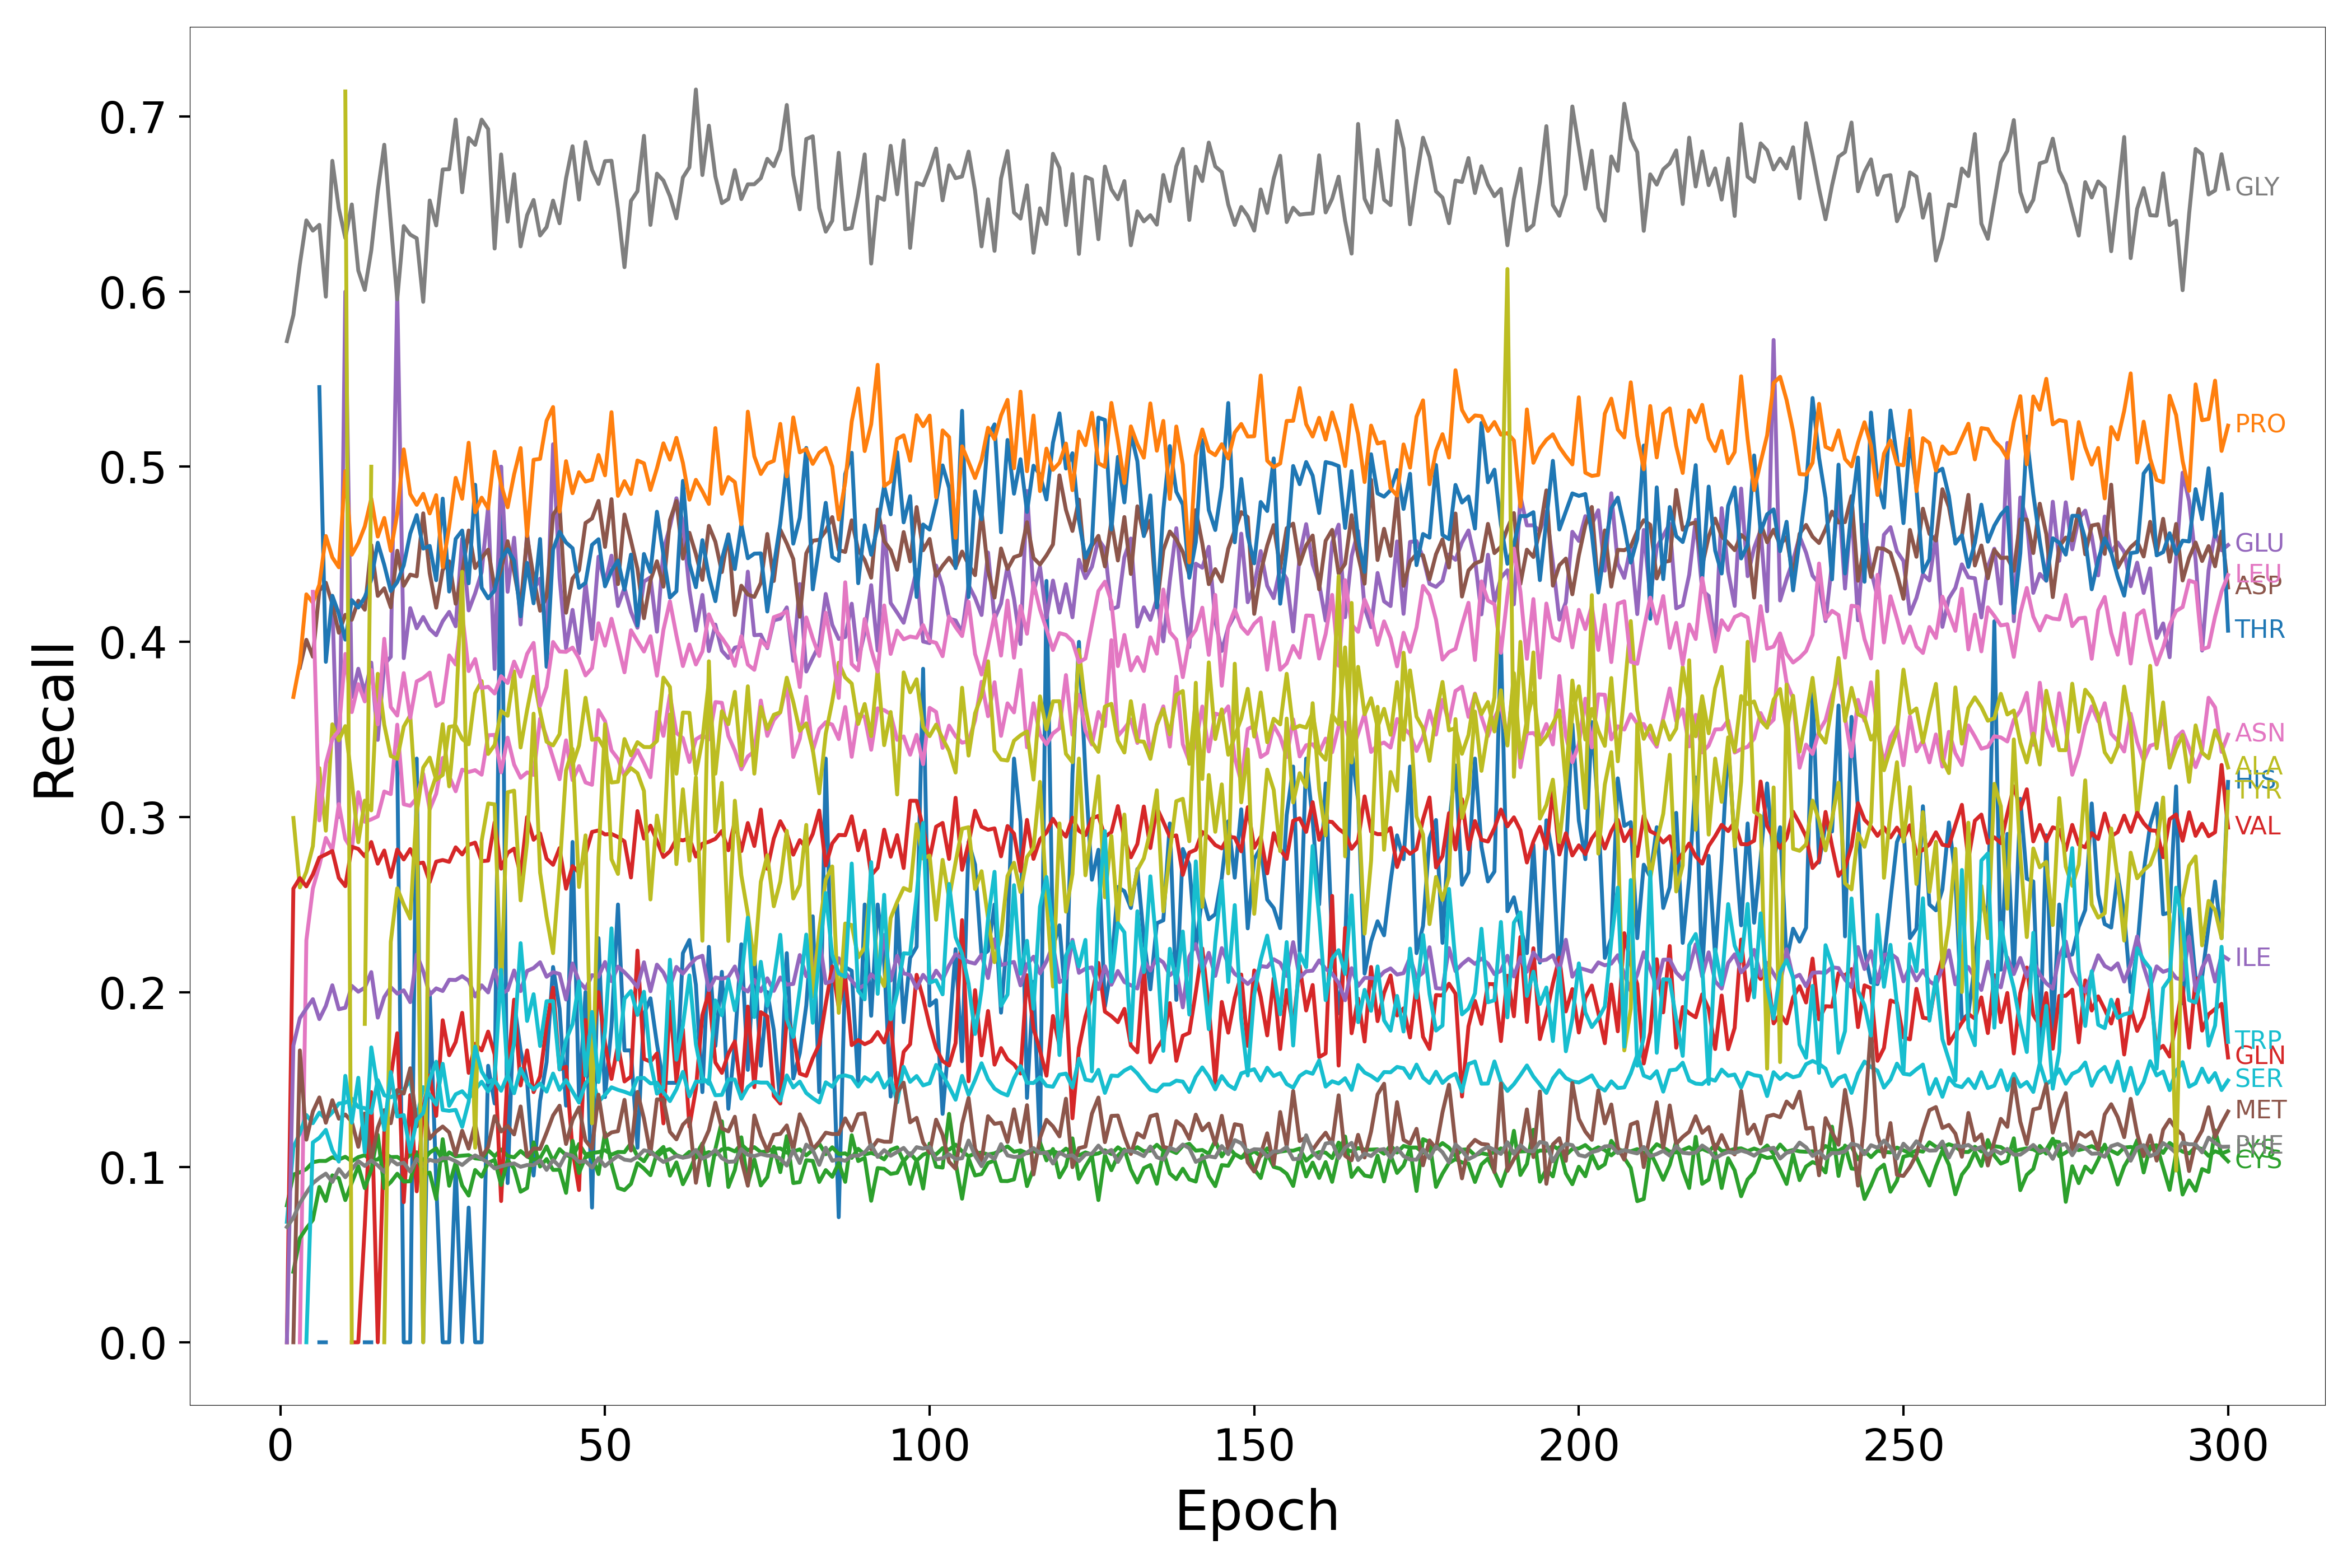 0.7
0.6
0.5
0.4
0.3
0.2
0.1
0.0
Recall
0
50
100
150
200
250
300
Epoch
GLY
PRO
GLU
LEU
ASP
THR
ASN
ALA
HIS
TYR
VAL
ILE
TRP
GLN
SER
MET
PHE
CYS